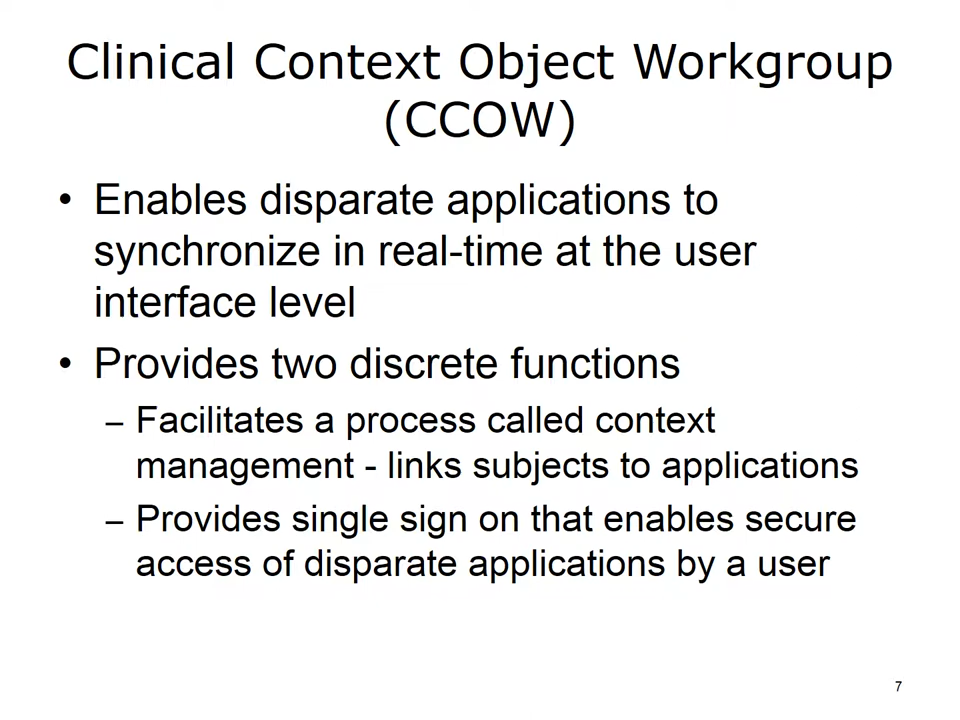 Clinical Context Object Workgroup
(CCOW)
• Enables disparate applications to
synchronize in real-time at the user
interface level
• Provides two discrete functions
– Facilitates a process called context
management - links subjects to applications
– Provides single sign on that enables secure
access of disparate applications by a user
7